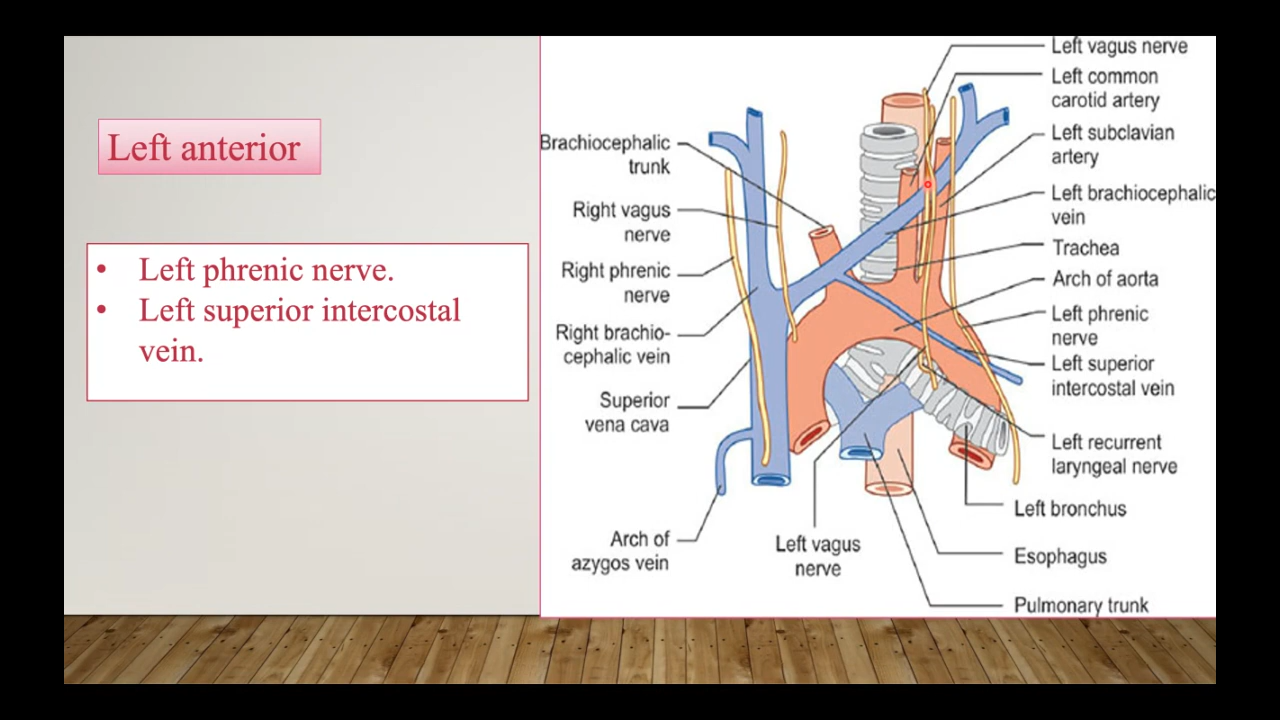 Left anterior
• Left phrenic nerve.
• Left superior intercostal
vein.
Brachiocephalic
trunk
Right vagus
nerve
Right phrenic
nerve
Right brachio-
cephalic vein
Superior
vena cava
Arch of
azygos vein
Left vagus
nerve
Left vagus nerve
Left common
carotid artery
Left subclavian
artery
Left brachiocephalic
vein
Trachea
Arch of aorta
Left phrenic
nerve
Left superior
intercostal vein
Left recurrent
laryngeal nerve
Left bronchus
Esophagus
Pulmonary trunk